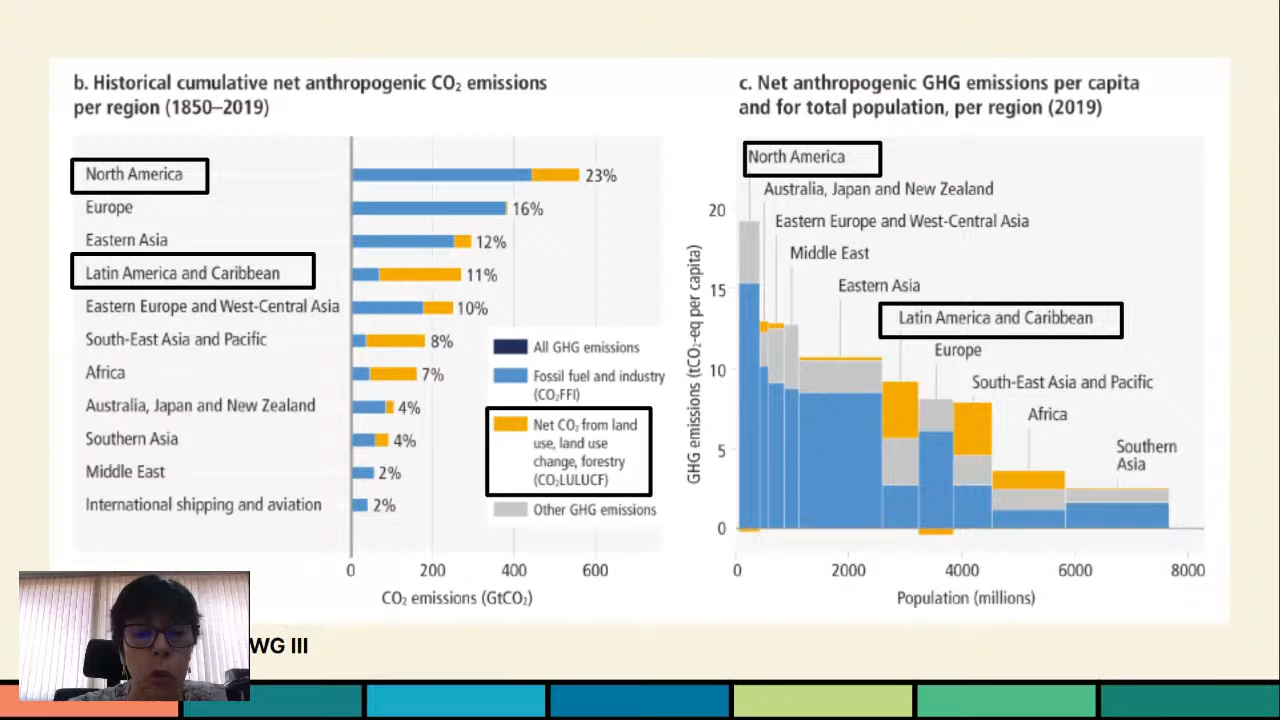 b. Historical cumulative net anthropogenic CO₂ emissions
per region (1850–2019)
North America
23%
Europe
16%
Eastern Asia
12%
Latin America and Caribbean
11%
Eastern Europe and West-Central Asia
10%
South-East Asia and Pacific
8%
Africa
7%
Australia, Japan and New Zealand
4%
Southern Asia
4%
Middle East
2%
International shipping and aviation
2%
All GHG emissions
Fossil fuel and industry
(CO₂FFI)
Net CO₂ from land
use, land use
change, forestry
(CO₂LULUCF)
Other GHG emissions
0 200 400 600
CO₂ emissions (GtCO₂)
c. Net anthropogenic GHG emissions per capita
and for total population, per region (2019)
North America
Australia, Japan and New Zealand
Eastern Europe and West-Central Asia
Middle East
Eastern Asia
Latin America and Caribbean
Europe
South-East Asia and Pacific
Africa
Southern
Asia
GHG emissions (tCO₂-eq per capita)
20
15
10
5
0
0 2000 4000 6000 8000
Population (millions)
WG III